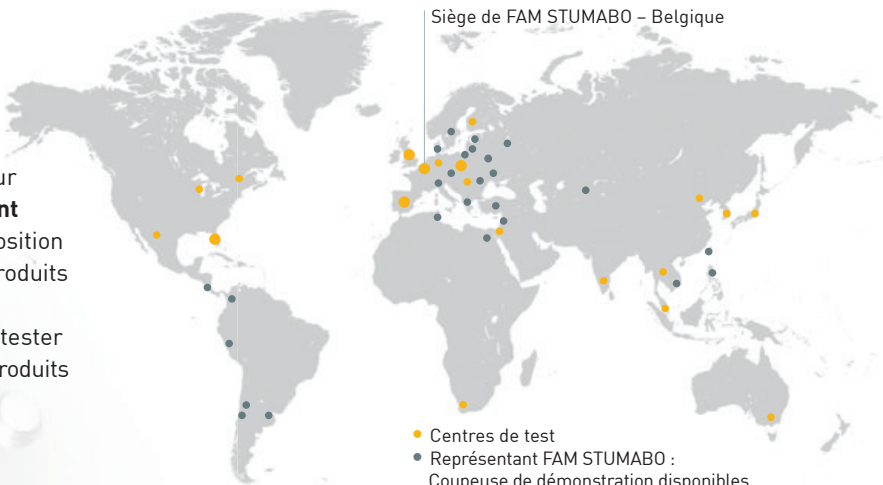 Siège de FAM STUMABO – Belgique
nt
osition
roduits
tester
roduits
Centres de test
Représentant FAM STUMABO :
Coupeuse de démonstration disponibles